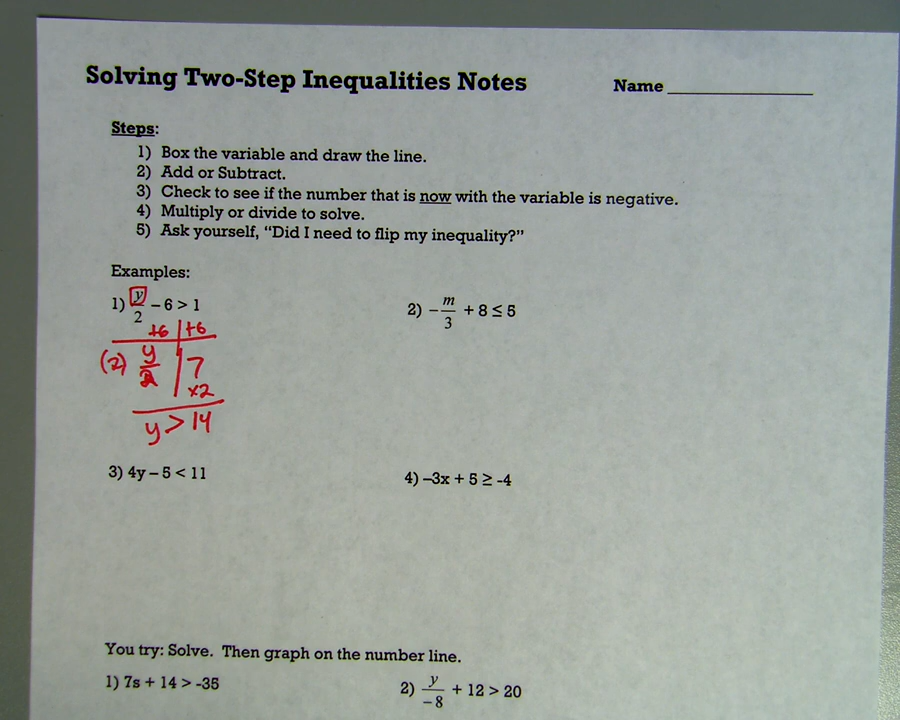 Solving Two-Step Inequalities Notes Name ________________
Steps:
1) Box the variable and draw the line.
2) Add or Subtract.
3) Check to see if the number that is now with the variable is negative.
4) Multiply or divide to solve.
5) Ask yourself, “Did I need to flip my inequality?”
Examples:
1) y/2 – 6 > 1
2) –m/3 + 8 ≤ 5
+6 | +6
(2) y/2 | 7
×2
y > 14
3) 4y – 5 < 11
4) –3x + 5 ≥ -4
You try: Solve. Then graph on the number line.
1) 7s + 14 > -35
2) y/–8 + 12 > 20